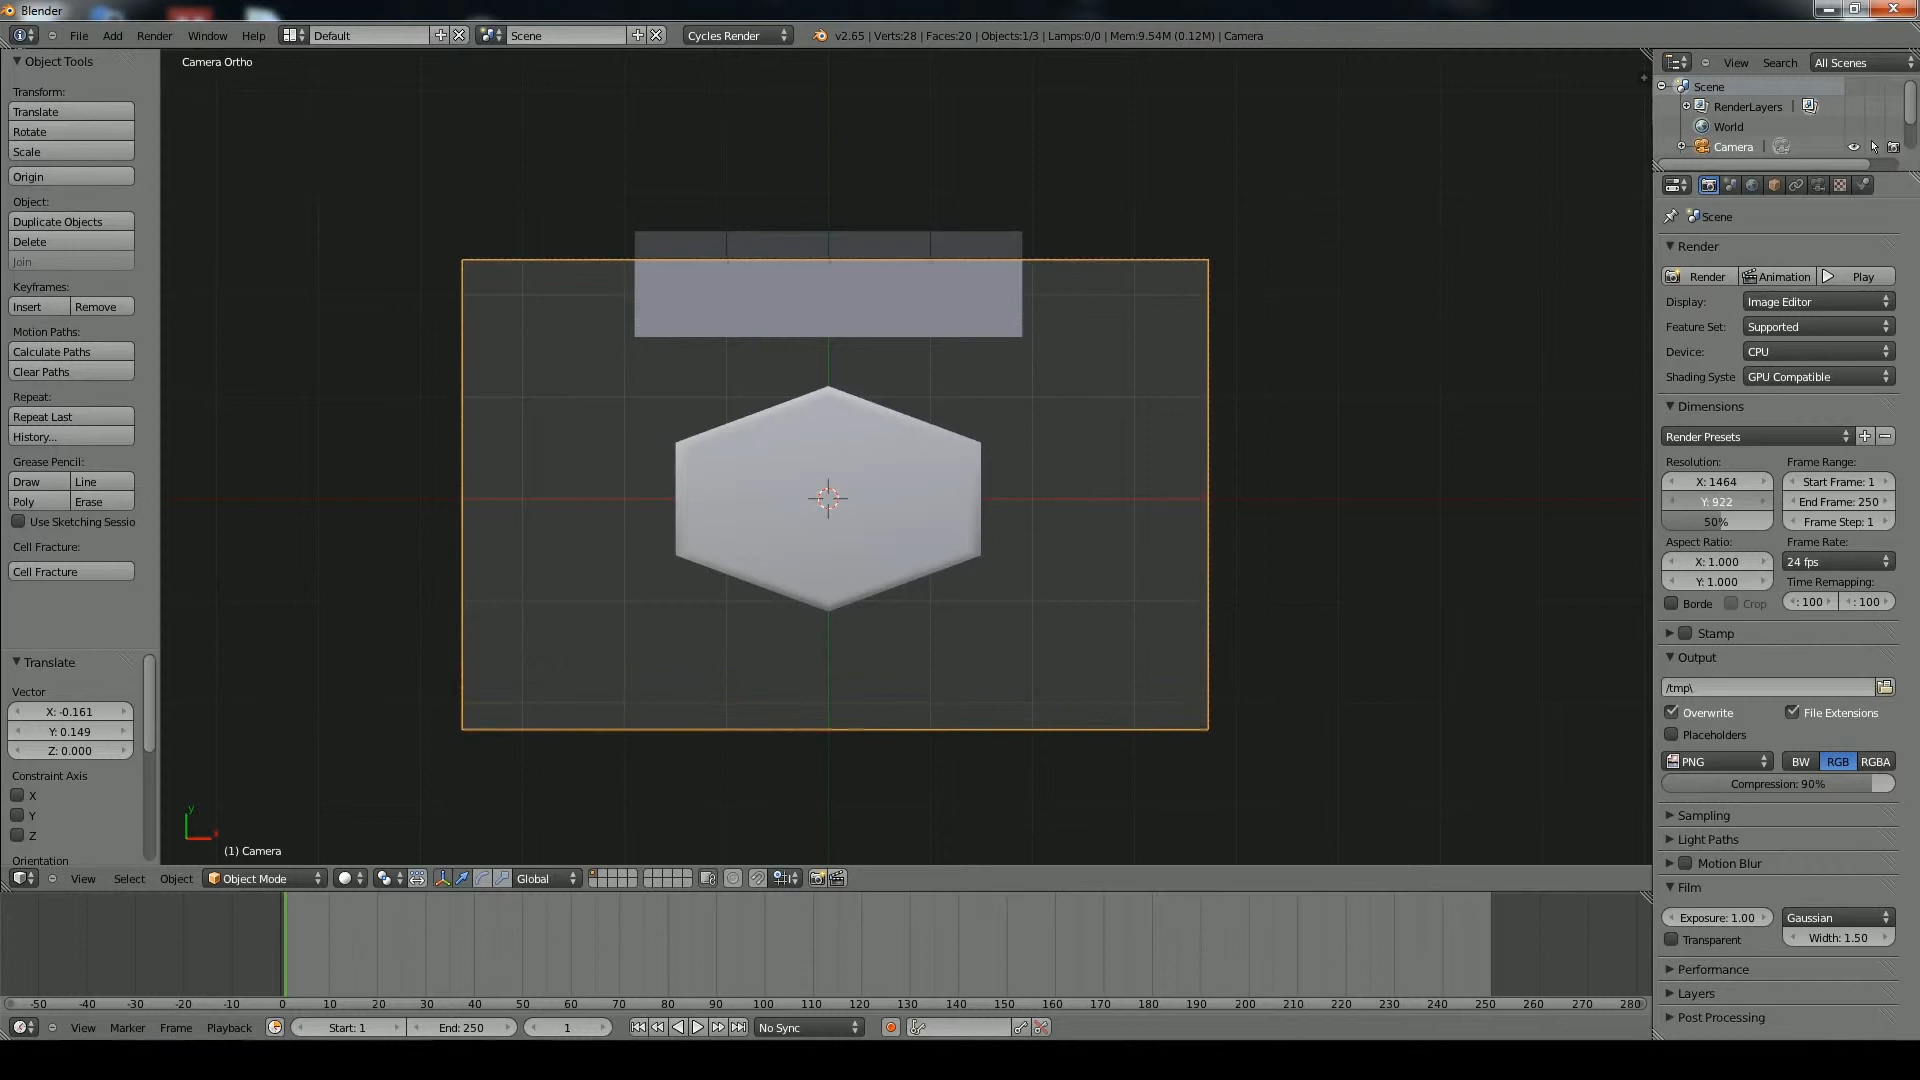 Blender
File Add Render Window Help Default Scene Cycles Render v2.65 | Verts:28 | Faces:20 | Objects:1/3 | Lamps:0/0 | Mem:9.54M (0.12M) | Camera
Object Tools
Transform:
Translate
Rotate
Scale
Origin
Object:
Duplicate Objects
Delete
Join
Keyframes:
Insert Remove
Motion Paths:
Calculate Paths
Clear Paths
Repeat:
Repeat Last
History...
Grease Pencil:
Draw Line
Poly Erase
Use Sketching Sessio
Cell Fracture:
Cell Fracture
Translate
Vector
X: -0.161
Y: 0.149
Z: 0.000
Constraint Axis
X
Y
Z
Orientation
Camera Ortho
y
x
(1) Camera
View Select Object Object Mode Global
-50 -40 -30 -20 -10 0 10 20 30 40 50 60 70 80 90 100 110 120 130 140 150 160 170 180 190 200 210 220 230 240 250 260 270 280
View Marker Frame Playback Start: 1 End: 250 1 No Sync
View Search All Scenes
Scene
RenderLayers |
World
Camera |
Scene
Render
Render Animation Play
Display: Image Editor
Feature Set: Supported
Device: CPU
Shading Syste GPU Compatible
Dimensions
Render Presets
Resolution: Frame Range:
X: 1464 Start Frame: 1
Y: 922 End Frame: 250
50% Frame Step: 1
Aspect Ratio: Frame Rate:
X: 1.000 24 fps
Y: 1.000 Time Remapping:
Borde Crop : 100 : 100
Stamp
Output
/tmp\
Overwrite File Extensions
Placeholders
PNG BW RGB RGBA
Compression: 90%
Sampling
Light Paths
Motion Blur
Film
Exposure: 1.00 Gaussian
Transparent Width: 1.50
Performance
Layers
Post Processing